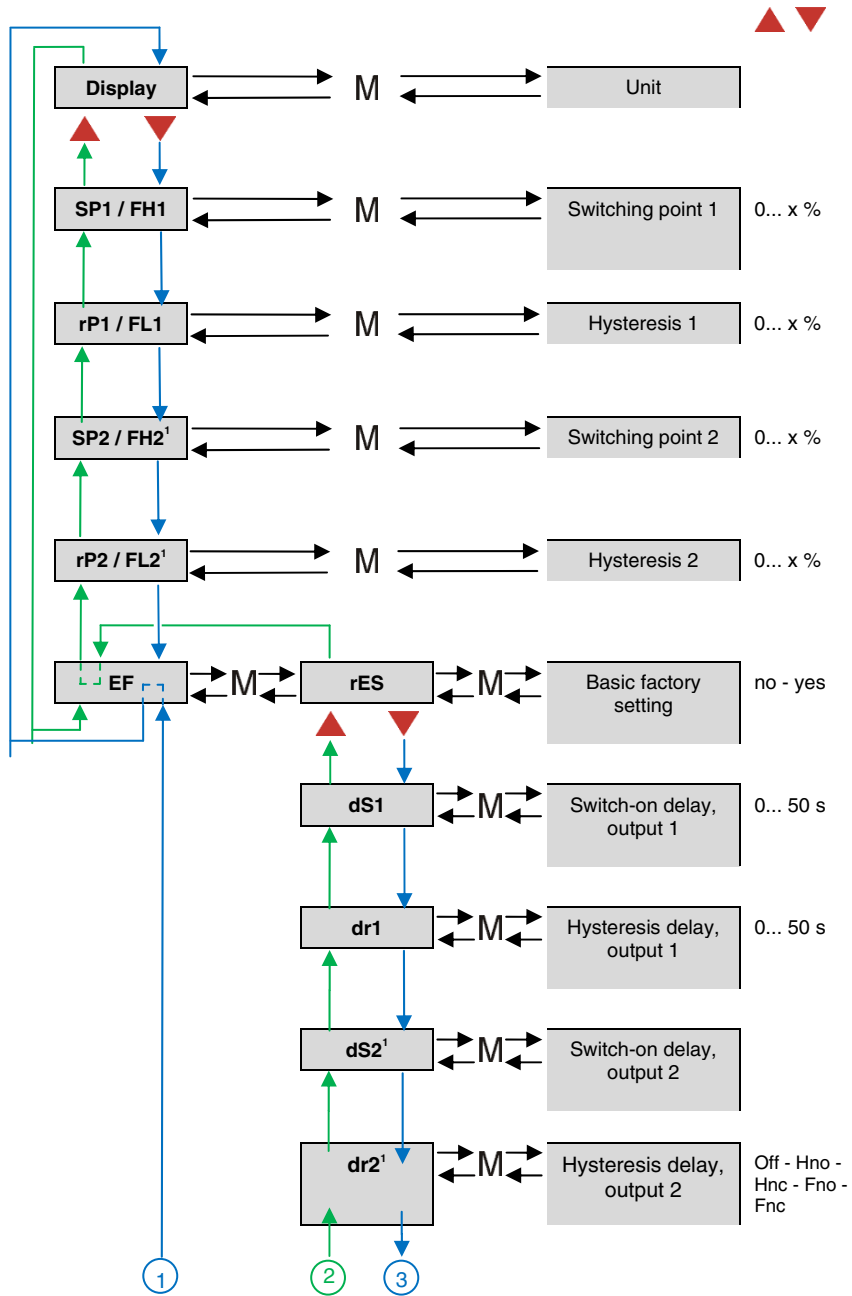 Display M Unit
SP1 / FH1 M Switching point 1 0... x %
rP1 / FL1 M Hysteresis 1 0... x %
SP2 / FH2¹ M Switching point 2 0... x %
rP2 / FL2¹ M Hysteresis 2 0... x %
EF M rES M Basic factory no - yes
setting
dS1 M Switch-on delay, 0... 50 s
output 1
dr1 M Hysteresis delay, 0... 50 s
output 1
dS2¹ M Switch-on delay,
output 2
dr2¹ M Hysteresis delay, Off - Hno -
output 2 Hnc - Fno -
Fnc
1 2 3